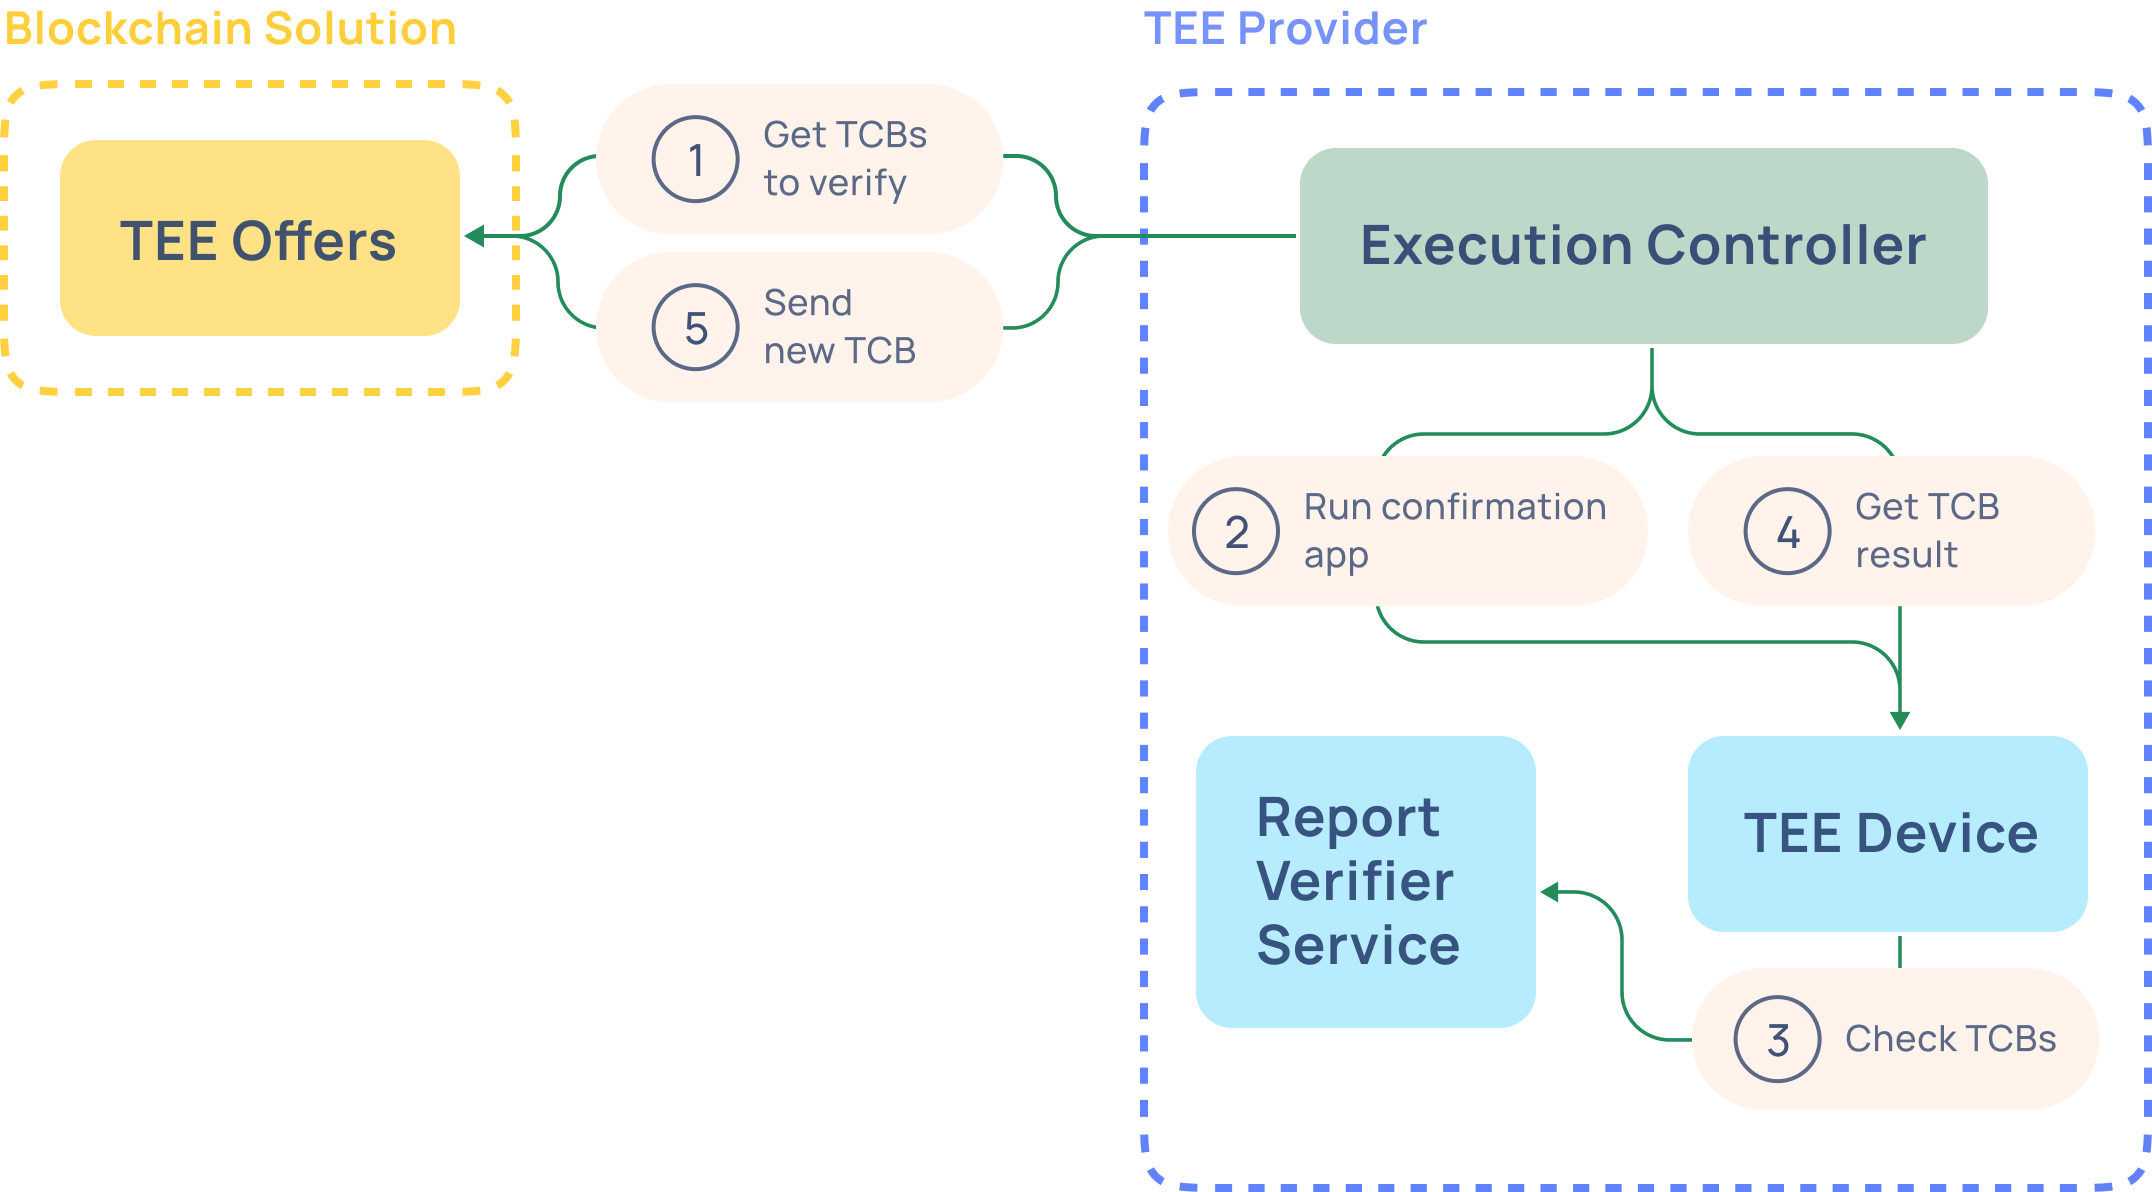 Blockchain Solution
TEE Provider
TEE Offers
1
Get TCBs
to verify
5
Send
new TCB
Execution Controller
2
Run confirmation
app
4
Get TCB
result
Report
Verifier
Service
TEE Device
3
Check TCBs